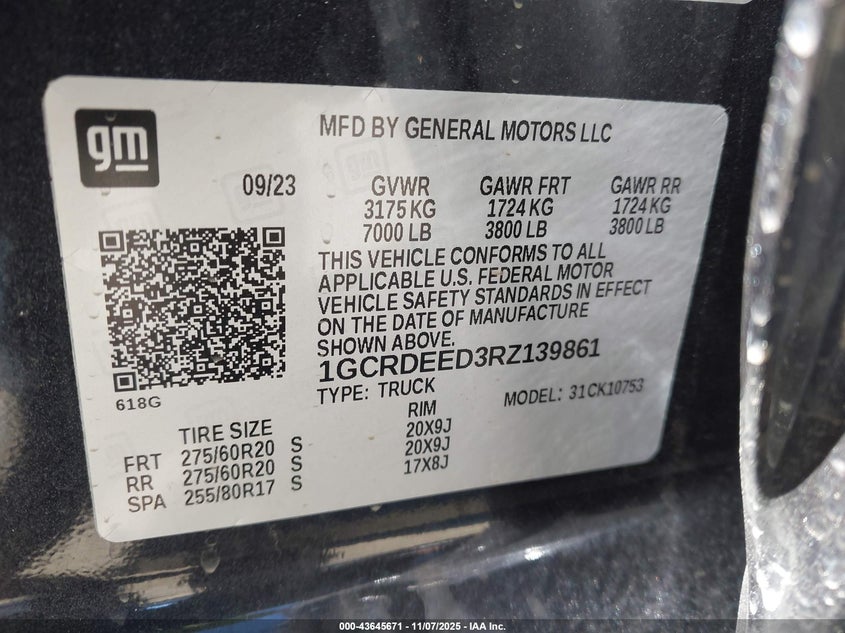 gm
MFD BY GENERAL MOTORS LLC
09/23 GVWR GAWR FRT GAWR RR
3175 KG 1724 KG 1724 KG
7000 LB 3800 LB 3800 LB
THIS VEHICLE CONFORMS TO ALL
APPLICABLE U.S. FEDERAL MOTOR
VEHICLE SAFETY STANDARDS IN EFFECT
ON THE DATE OF MANUFACTURE
SHOWN ABOVE.
1GCRDEED3RZ139861
TYPE: TRUCK MODEL: 31CK10753
618G
TIRE SIZE RIM
FRT 275/60R20 S 20X9J
RR 275/60R20 S 20X9J
SPA 255/80R17 S 17X8J
000-43645671 - 11/07/2025 - IAA Inc.